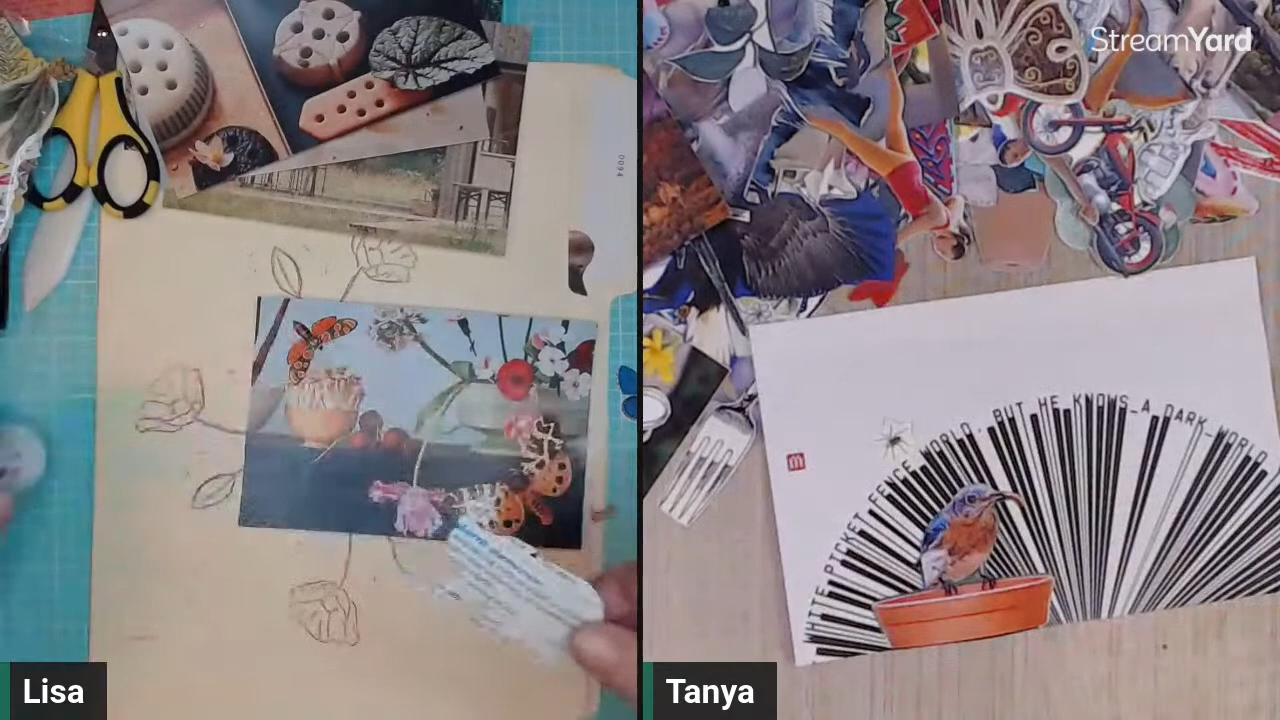 StreamYard
0094
WHITE PICKET FENCE WORLD. BUT HE KNOWS A DARK WORLD
Lisa
Tanya